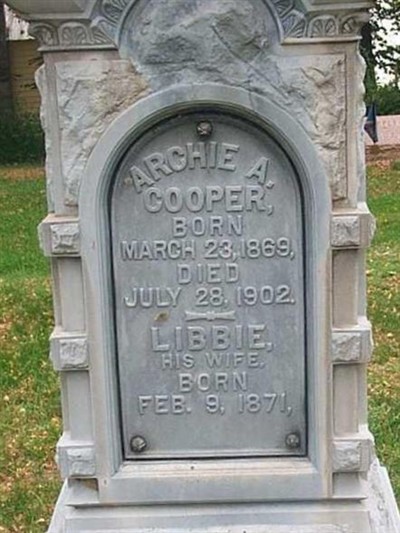 ARCHIE A.
COOPER,
BORN
MARCH 23, 1869,
DIED
JULY 28, 1902.
LIBBIE,
HIS WIFE,
BORN
FEB. 9, 1871,